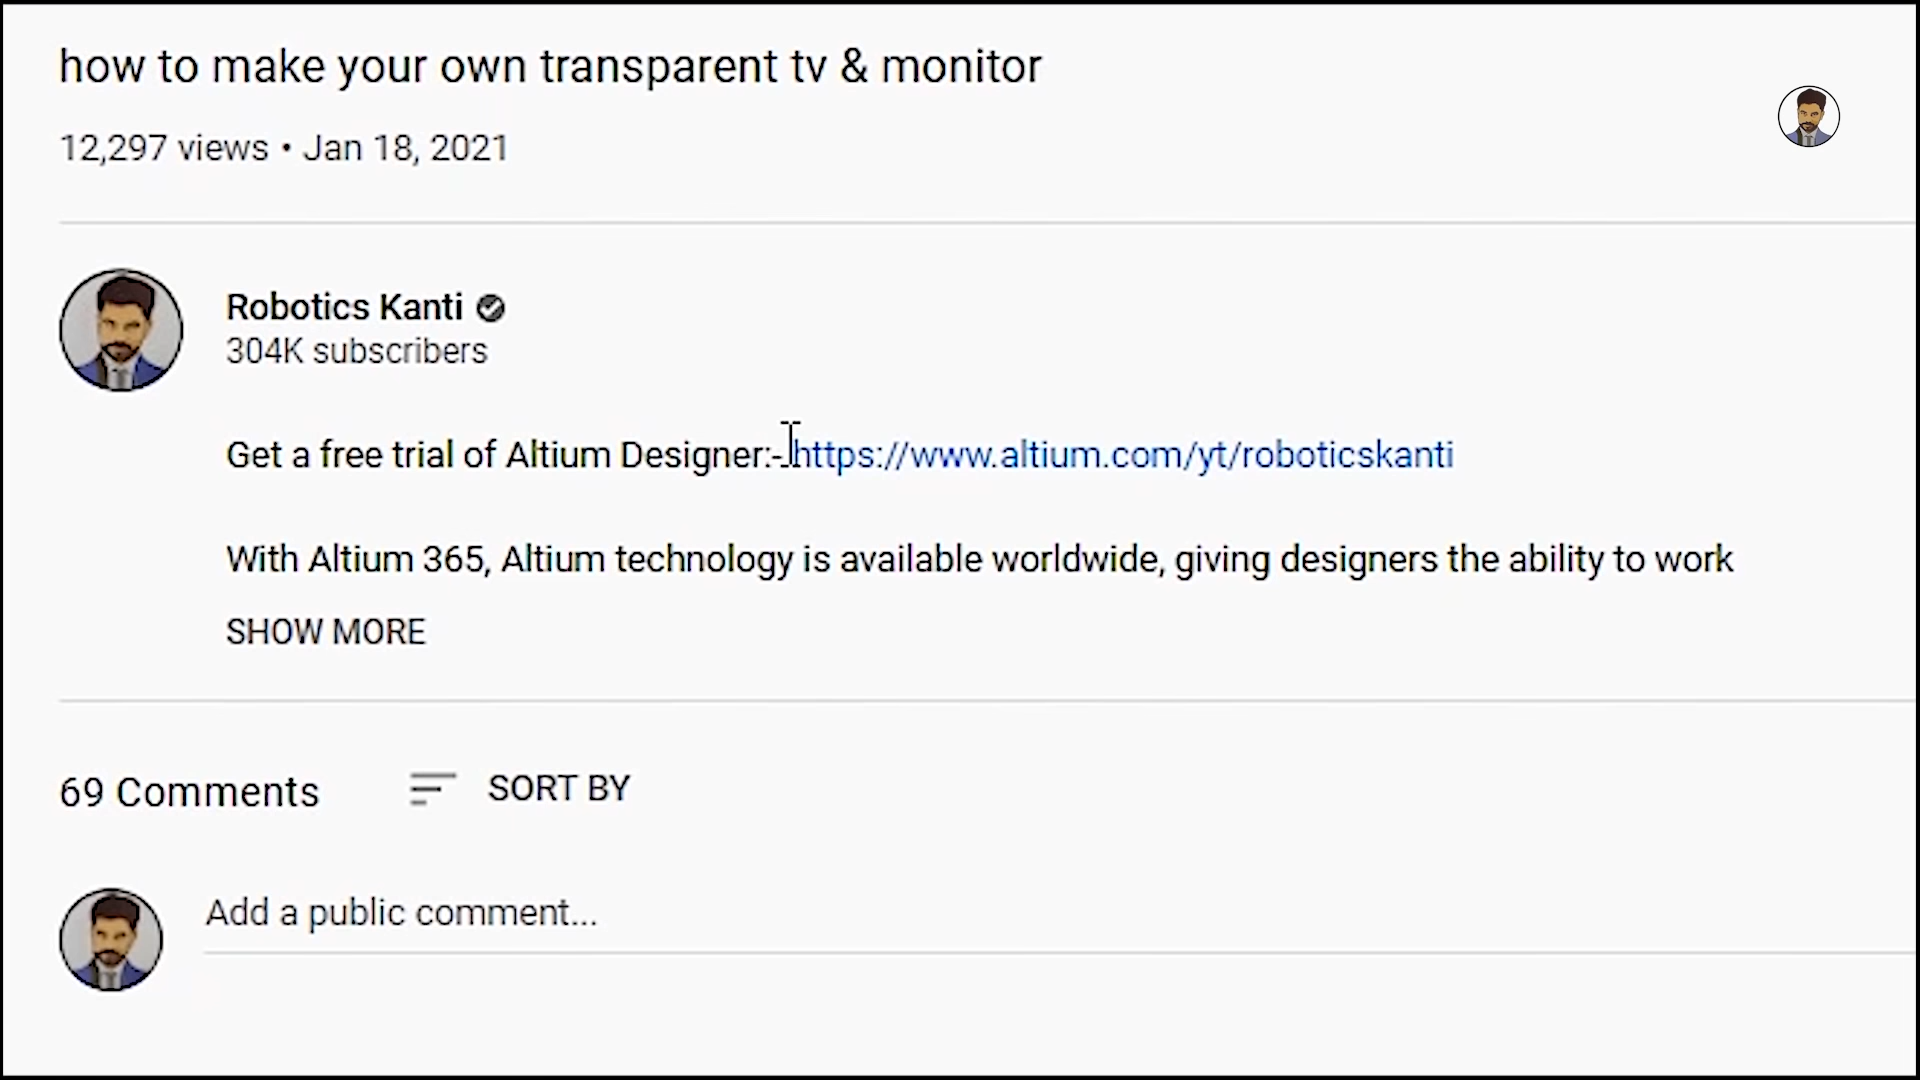 how to make your own transparent tv & monitor
12,297 views • Jan 18, 2021
Robotics Kanti
304K subscribers
Get a free trial of Altium Designer:- https://www.altium.com/yt/roboticskanti
With Altium 365, Altium technology is available worldwide, giving designers the ability to work
SHOW MORE
69 Comments SORT BY
Add a public comment...